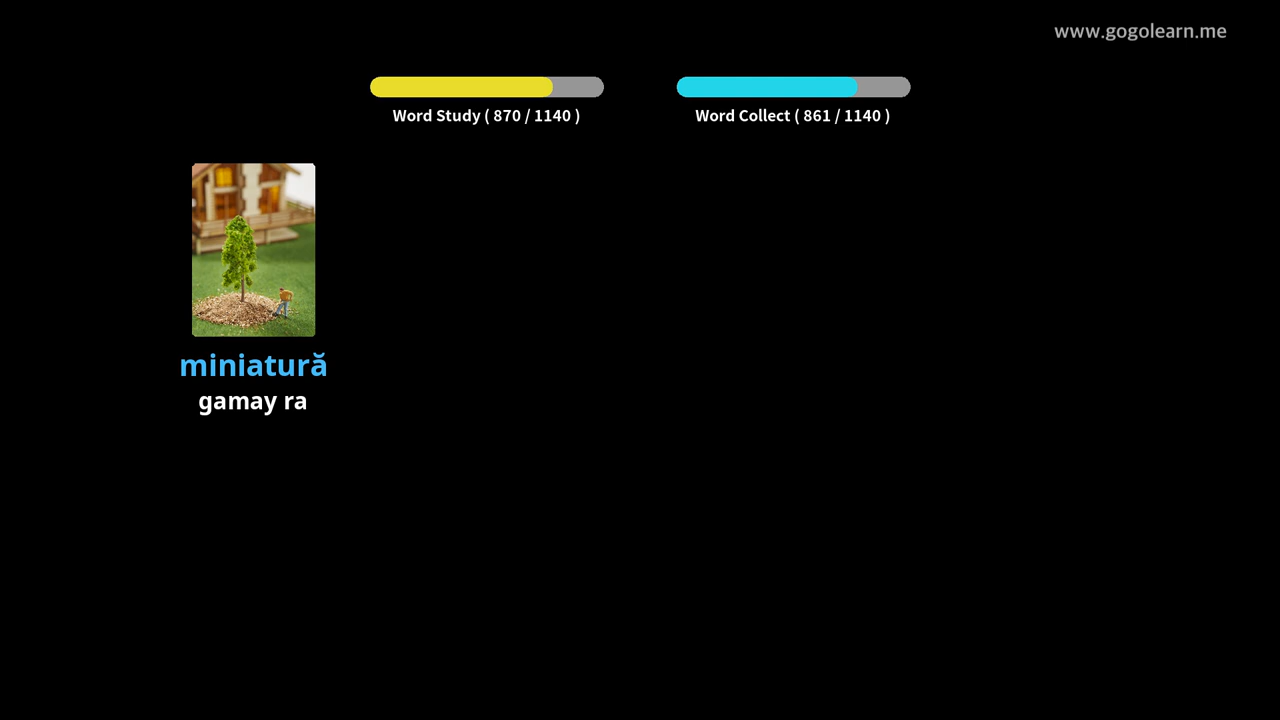 www.gogolearn.me
Word Study ( 870 / 1140 )
Word Collect ( 861 / 1140 )
miniatură
gamay ra